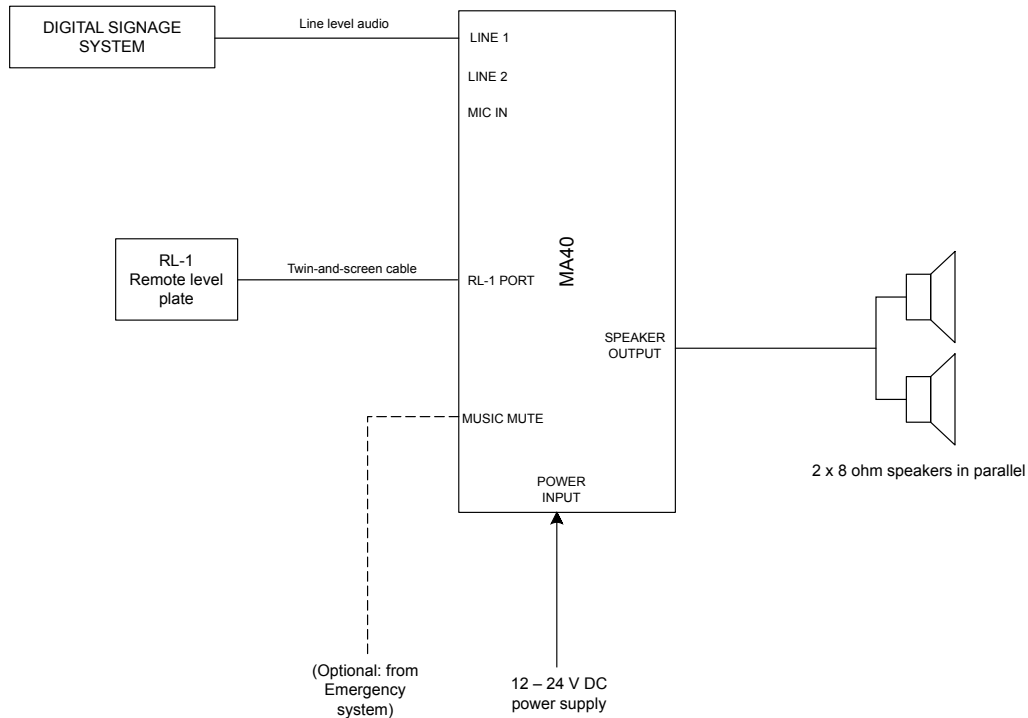 DIGITAL SIGNAGE
SYSTEM
Line level audio
LINE 1
LINE 2
MIC IN
RL-1
Remote level
plate
Twin-and-screen cable
RL-1 PORT
MA40
SPEAKER
OUTPUT
MUSIC MUTE
2 x 8 ohm speakers in parallel
POWER
INPUT
(Optional: from
Emergency
system)
12 – 24 V DC
power supply